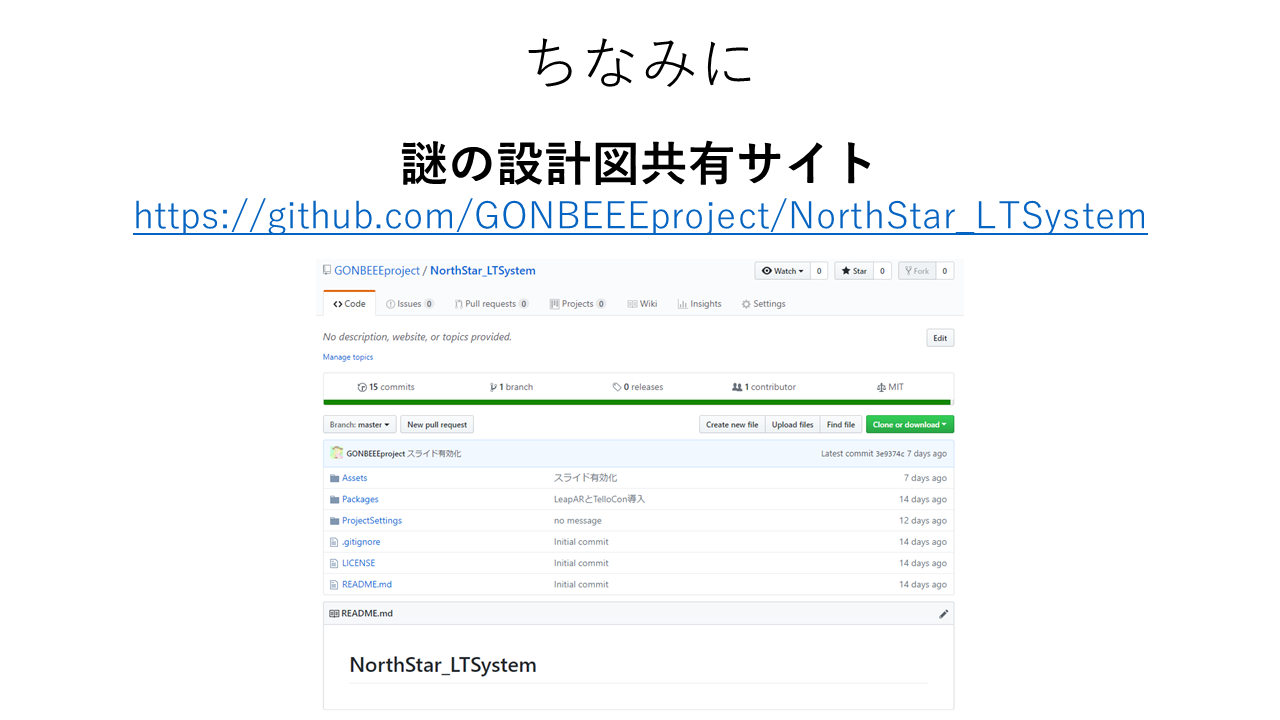 ちなみに
謎の設計図共有サイト
https://github.com/GONBEEEproject/NorthStar_LTSystem
GONBEEEproject / NorthStar_LTSystem
Watch 0 Star 0 Fork 0
Code Issues 0 Pull requests 0 Projects 0 Wiki Insights Settings
No description, website, or topics provided. Edit
Manage topics
15 commits 1 branch 0 releases 1 contributor MIT
Branch: master New pull request Create new file Upload files Find file Clone or download
GONBEEEproject スライド有効化 Latest commit 3e9374c 7 days ago
Assets スライド有効化 7 days ago
Packages LeapARとTelloCon導入 14 days ago
ProjectSettings no message 12 days ago
.gitignore Initial commit 14 days ago
LICENSE Initial commit 14 days ago
README.md Initial commit 14 days ago
README.md
NorthStar_LTSystem